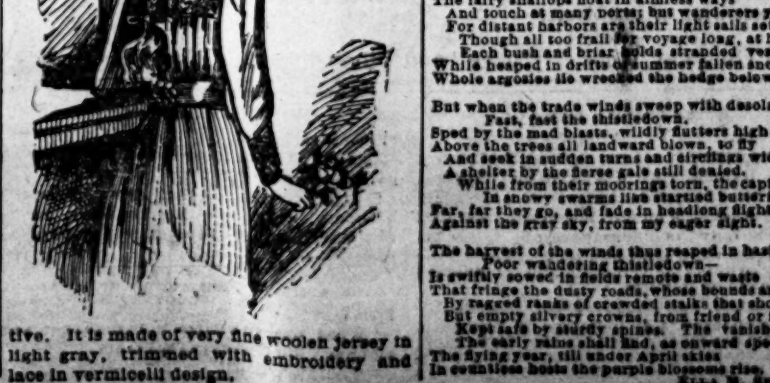 tive. It is made of very fine woolen jersey in
light gray, trimmed with embroidery and
lace in vermicelli design.
The fairy shallops float in aimless ways
And touch at many ports; but wanderers
For distant harbors are their light sails
Though all too frail for voyage long, at
Each bush and briar holds stranded
While heaped in drifts of summer fallen
Whole argosies lie wrecked the hedge below
But when the trade winds sweep with
Fast, fast the thistledown.
Sped by the mad blasts, wildly flutters high
Above the trees all landward blown, to fly
And seek in sudden turns and circlings
A shelter by the fierse gale still denied.
While from their moorings torn, the
In snowy swarms like startled
Far, far they go, and fade in headlong flight
Against the gray sky, from my eager sight.
The harvest of the winds thus reaped in
Poor wandering thistledown—
Is swiftly sowed in fields remote and waste
That fringe the dusty roads, whose bounds
By ragged ranks of crowded stalks that
But empty silvery crowns, from friend or
Kept safe by sturdy spines. The
The early rains shall find, as onward
The flying year, till under April skies
In countless hosts the purple blossoms rise.